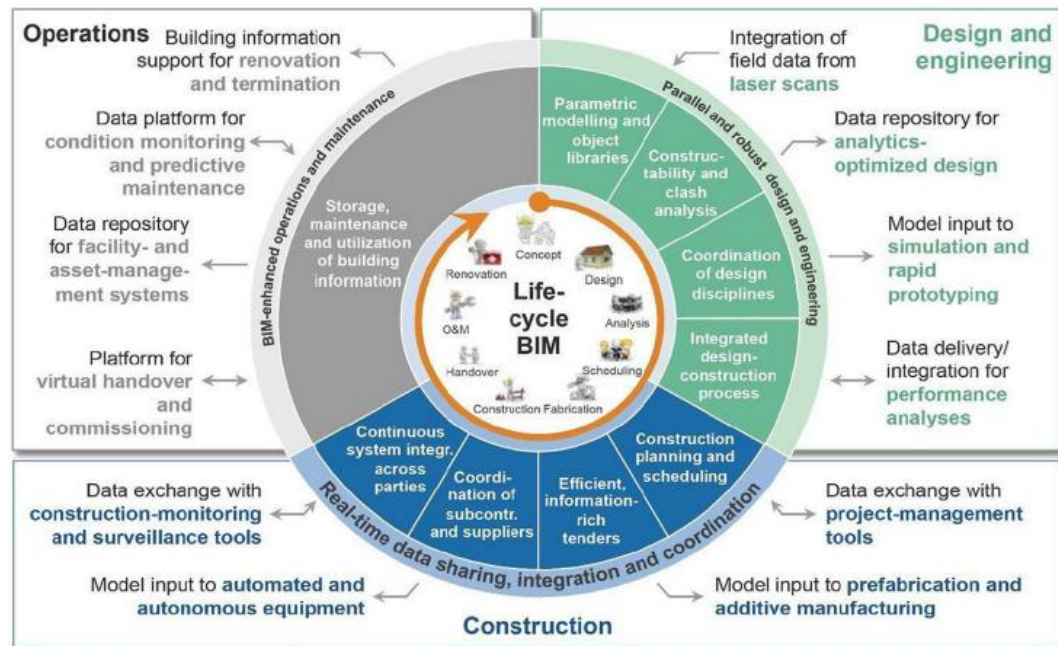 Operations
Building information
support for renovation
and termination
Data platform for
condition monitoring
and predictive
maintenance
Data repository
for facility- and
asset-manage-
ment systems
Platform for
virtual handover
and
commissioning
BIM-enhanced operations and maintenance
Storage,
maintenance
and utilization
of building
information
Design and
engineering
Integration of
field data from
laser scans
Data repository for
analytics-
optimized design
Model input to
simulation and
rapid
prototyping
Data delivery/
integration for
performance
analyses
Parallel and robust design and engineering
Parametric
modelling and
object
libraries
Construc-
tability and
clash
analysis
Coordination
of design
disciplines
Integrated
design-
construction
process
Life-
cycle
BIM
Concept
Design
Analysis
Scheduling
Fabrication
Construction
Handover
O&M
Renovation
Continuous
system integr.
across
parties
Coordi-
nation of
subcontr.
and suppliers
Efficient,
information-
rich
tenders
Construction
planning and
scheduling
Real-time data sharing, integration and coordination
Data exchange with
construction-monitoring
and surveillance tools
Model input to automated and
autonomous equipment
Data exchange with
project-management
tools
Model input to prefabrication and
additive manufacturing
Construction